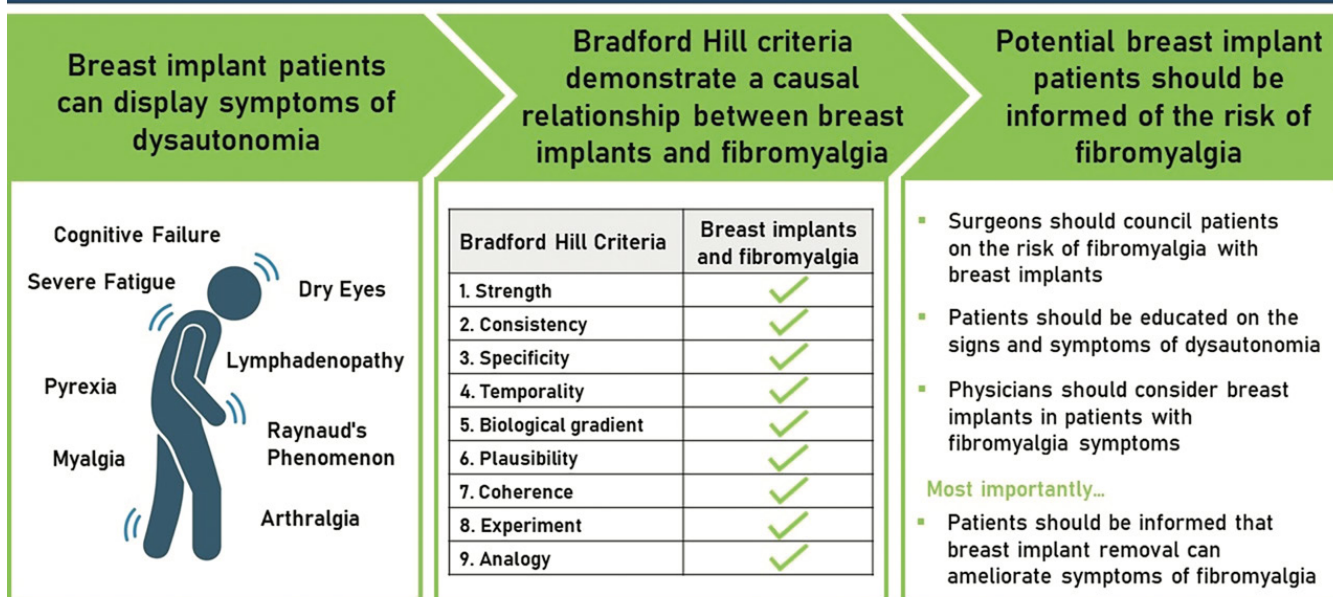 Breast implant patients
can display symptoms of
dysautonomia
Cognitive Failure
Severe Fatigue
Dry Eyes
Lymphadenopathy
Pyrexia
Raynaud's
Phenomenon
Myalgia
Arthralgia
Bradford Hill criteria
demonstrate a causal
relationship between breast
implants and fibromyalgia
Bradford Hill Criteria
Breast implants
and fibromyalgia
1. Strength
2. Consistency
3. Specificity
4. Temporality
5. Biological gradient
6. Plausibility
7. Coherence
8. Experiment
9. Analogy
Potential breast implant
patients should be
informed of the risk of
fibromyalgia
Surgeons should council patients
on the risk of fibromyalgia with
breast implants
Patients should be educated on the
signs and symptoms of dysautonomia
Physicians should consider breast
implants in patients with
fibromyalgia symptoms
Most importantly...
Patients should be informed that
breast implant removal can
ameliorate symptoms of fibromyalgia